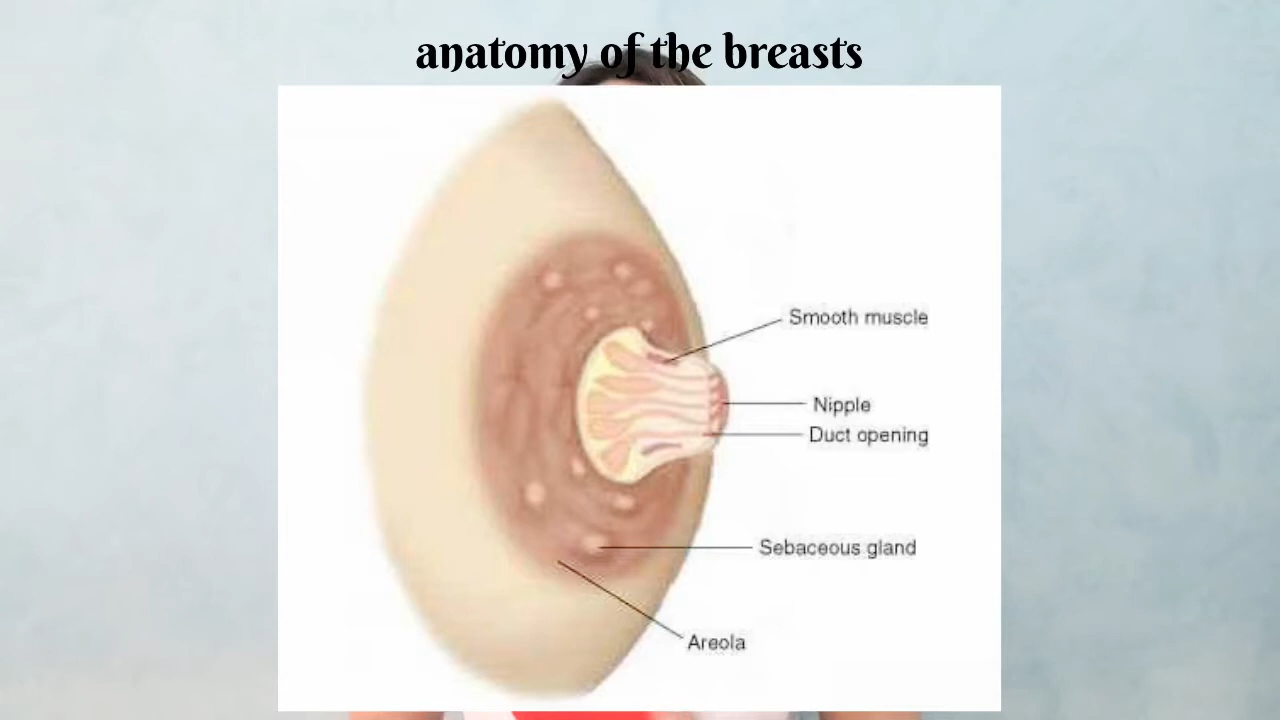 anatomy of the breasts
Smooth muscle
Nipple
Duct opening
Sebaceous gland
Areola